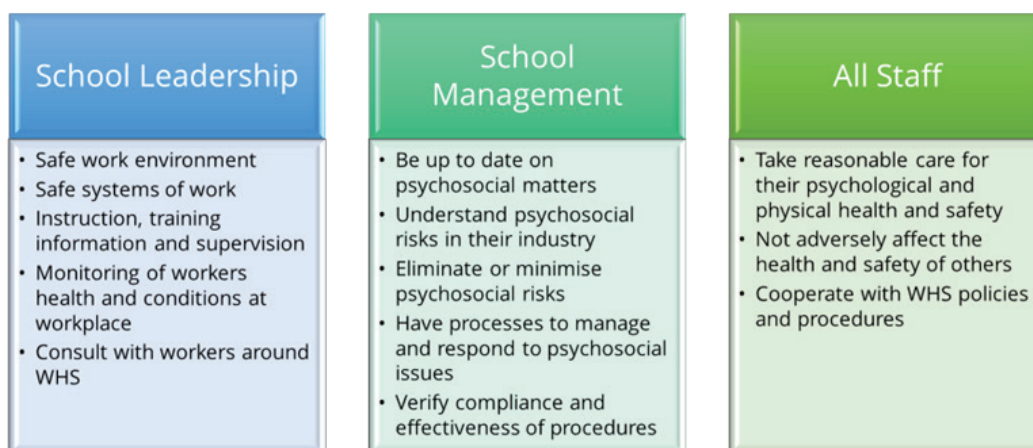 School Leadership
• Safe work environment
• Safe systems of work
• Instruction, training
information and supervision
• Monitoring of workers
health and conditions at
workplace
• Consult with workers around
WHS
School
Management
• Be up to date on
psychosocial matters
• Understand psychosocial
risks in their industry
• Eliminate or minimise
psychosocial risks
• Have processes to manage
and respond to psychosocial
issues
• Verify compliance and
effectiveness of procedures
All Staff
• Take reasonable care for
their psychological and
physical health and safety
• Not adversely affect the
health and safety of others
• Cooperate with WHS policies
and procedures